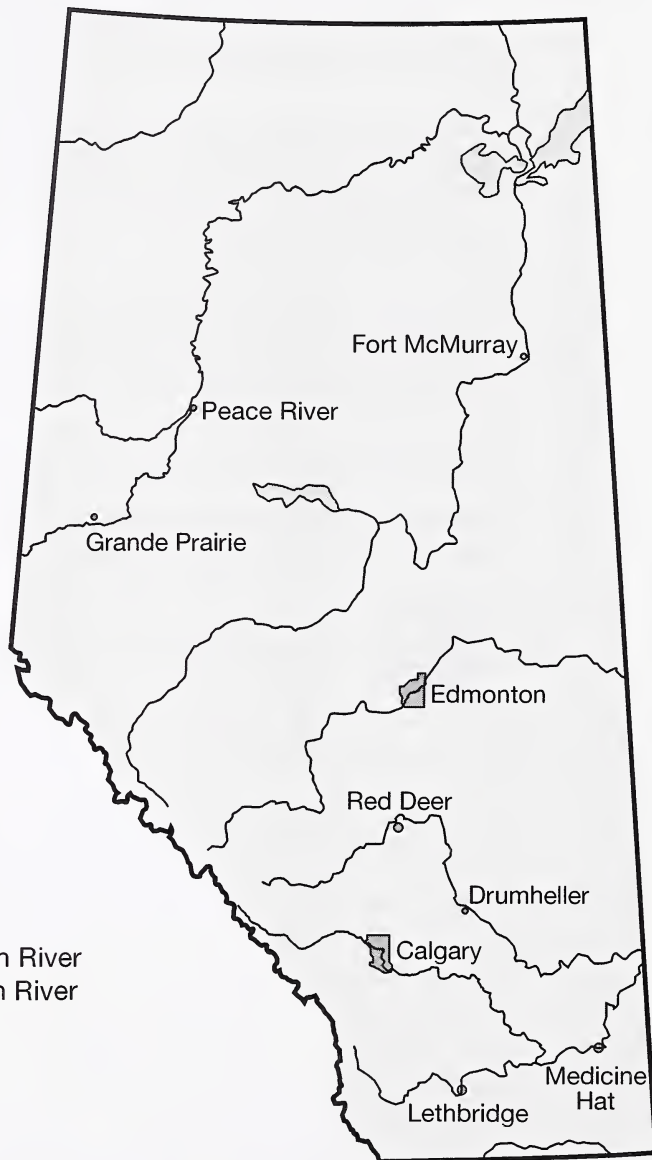 Fort McMurray
Peace River
Grande Prairie
Edmonton
Red Deer
Drumheller
n River
Calgary
n River
Medicine
Hat
Lethbridge